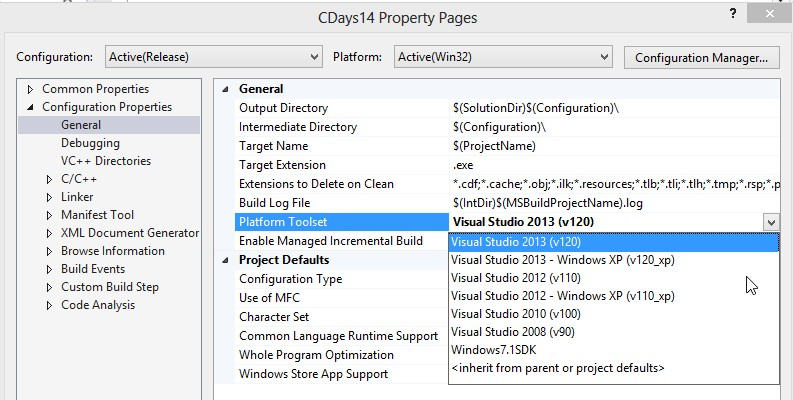 CDays14 Property Pages
?
Configuration: Active(Release) Platform: Active(Win32) Configuration Manager...
Common Properties
Configuration Properties
General
Debugging
VC++ Directories
C/C++
Linker
Manifest Tool
XML Document Generator
Browse Information
Build Events
Custom Build Step
Code Analysis
General
Output Directory $(SolutionDir)$(Configuration)\
Intermediate Directory $(Configuration)\
Target Name $(ProjectName)
Target Extension .exe
Extensions to Delete on Clean *.cdf;*.cache;*.obj;*.ilk;*.resources;*.tlb;*.tli;*.tlh;*.tmp;*.rsp;*.p
Build Log File $(IntDir)$(MSBuildProjectName).log
Platform Toolset Visual Studio 2013 (v120)
Enable Managed Incremental Build
Project Defaults
Configuration Type
Use of MFC
Character Set
Common Language Runtime Support
Whole Program Optimization
Windows Store App Support
Visual Studio 2013 (v120)
Visual Studio 2013 - Windows XP (v120_xp)
Visual Studio 2012 (v110)
Visual Studio 2012 - Windows XP (v110_xp)
Visual Studio 2010 (v100)
Visual Studio 2008 (v90)
Windows7.1SDK
<inherit from parent or project defaults>